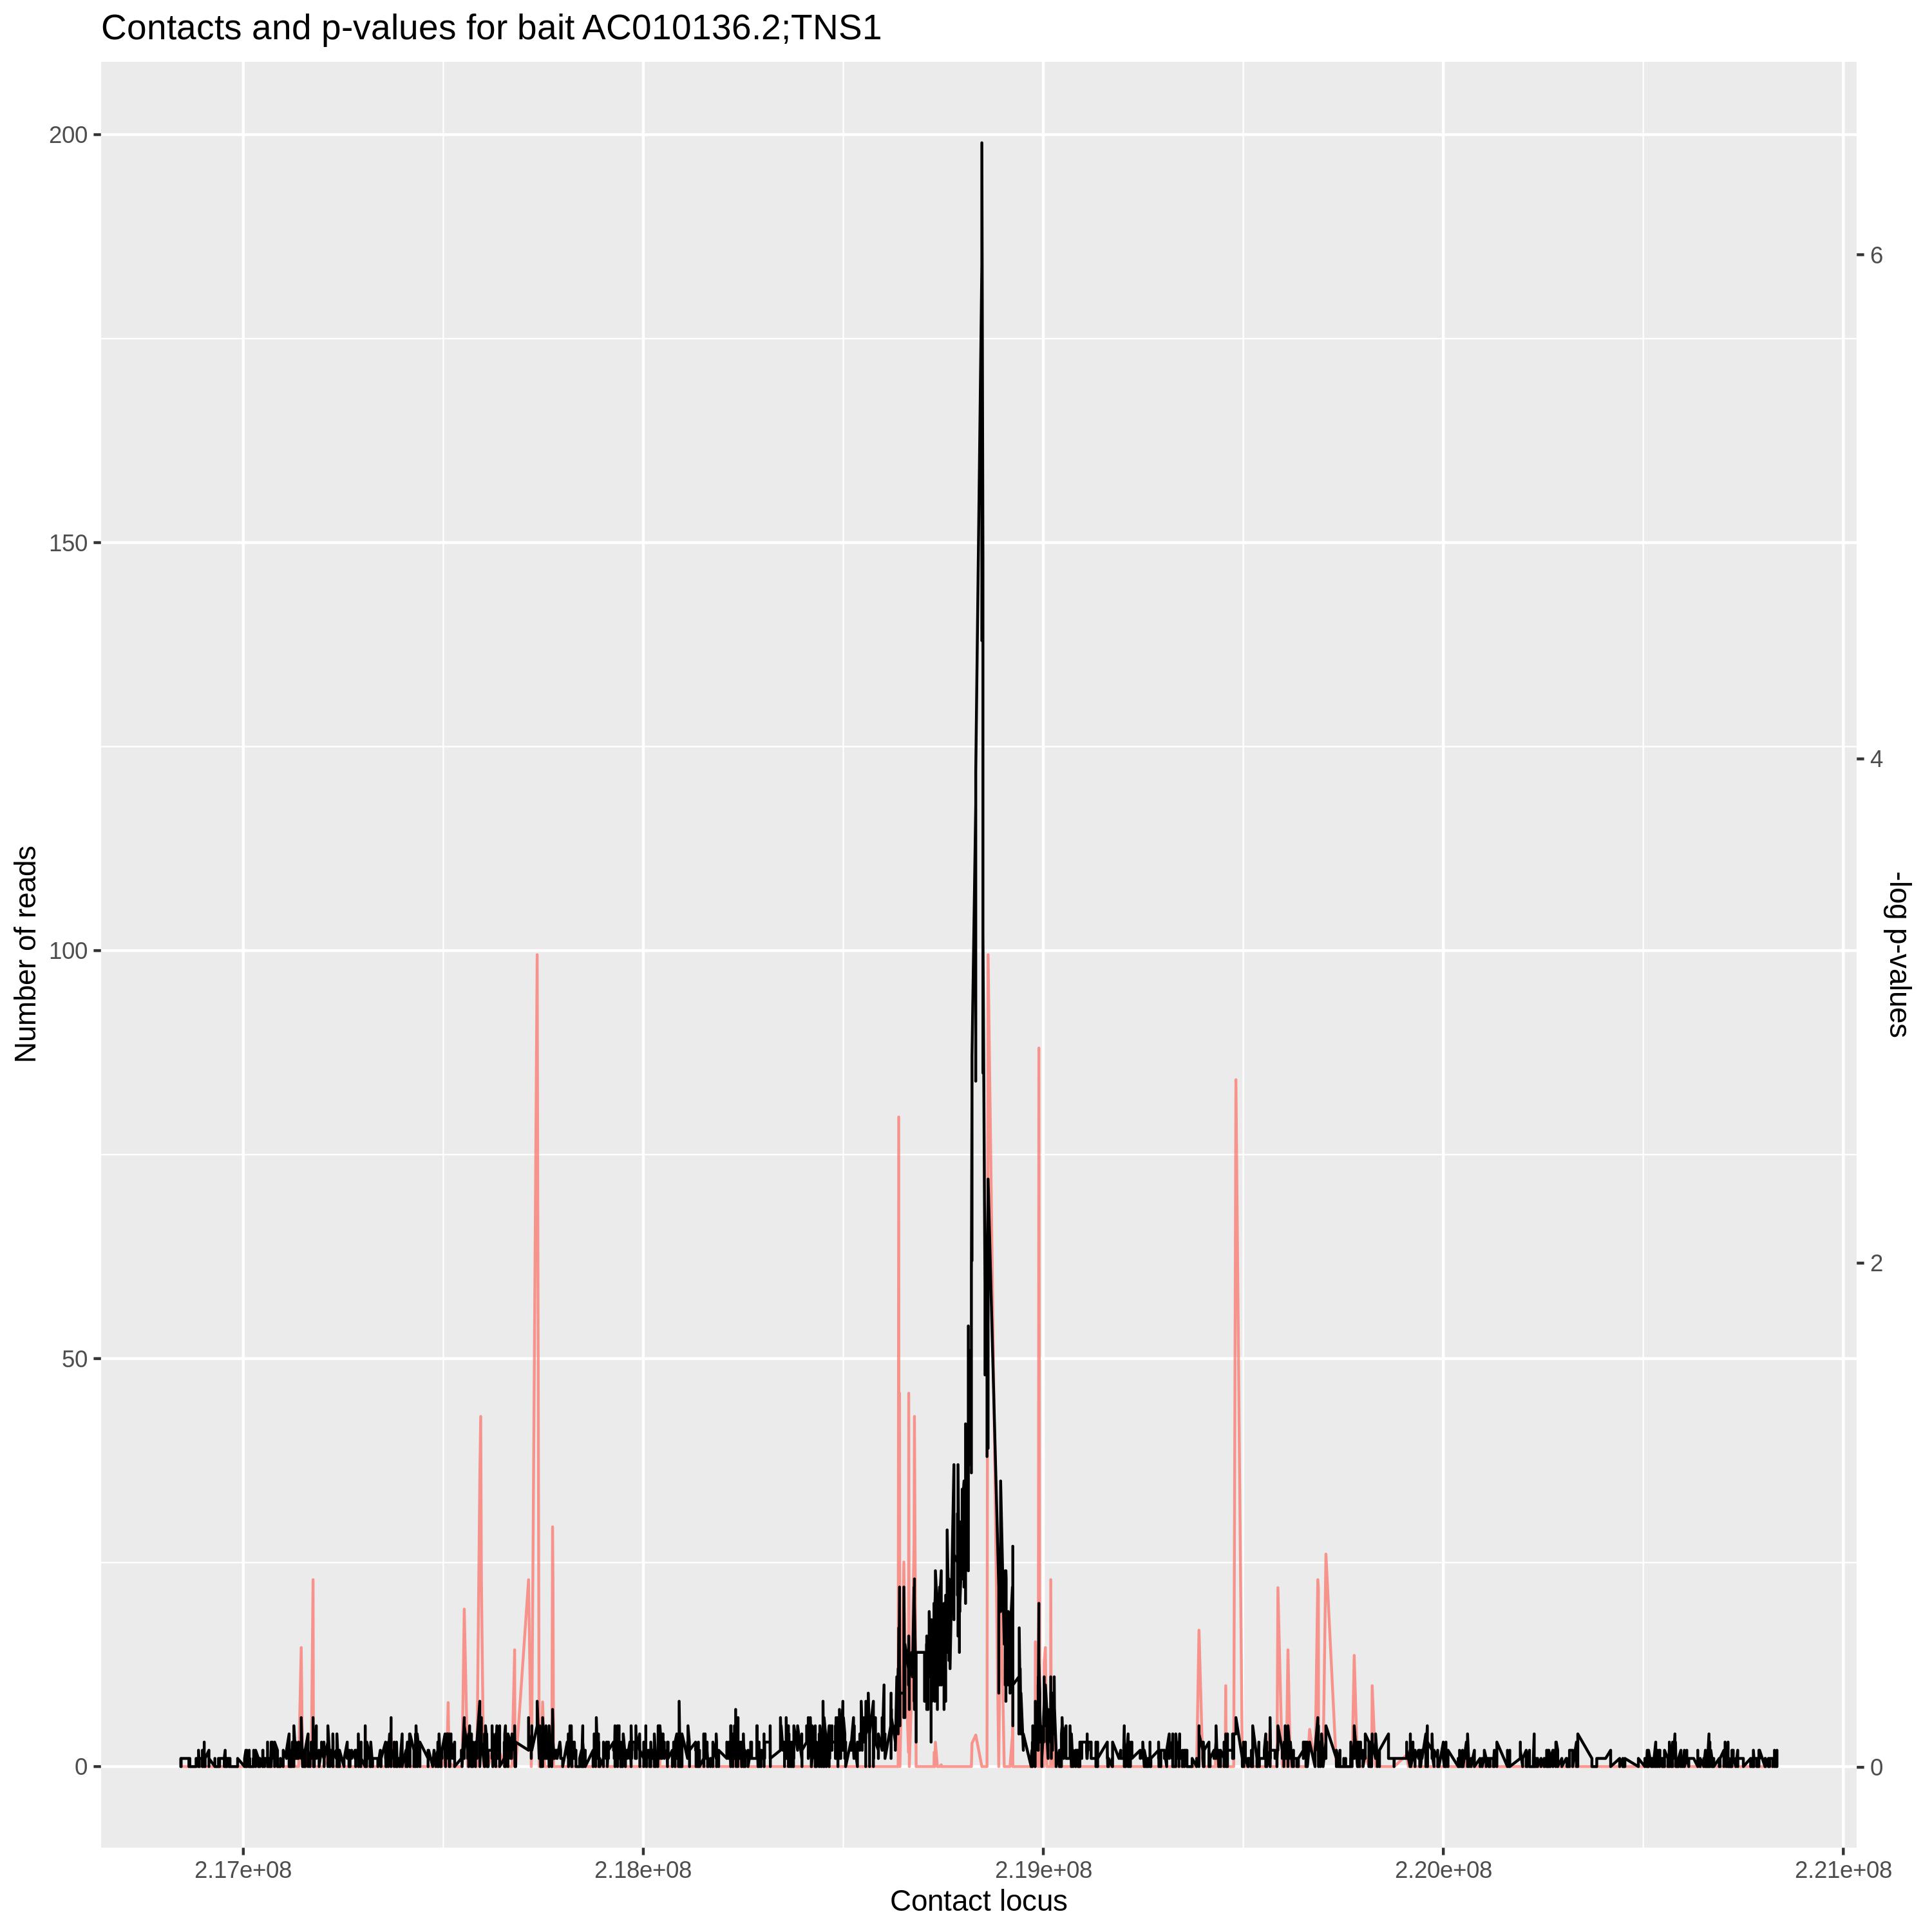 Contacts and p-values for bait AC010136.2;TNS1
200
150
100
50
0
Number of reads
6
4
2
0
-log p-values
2.17e+08
2.18e+08
2.19e+08
2.20e+08
2.21e+08
Contact locus